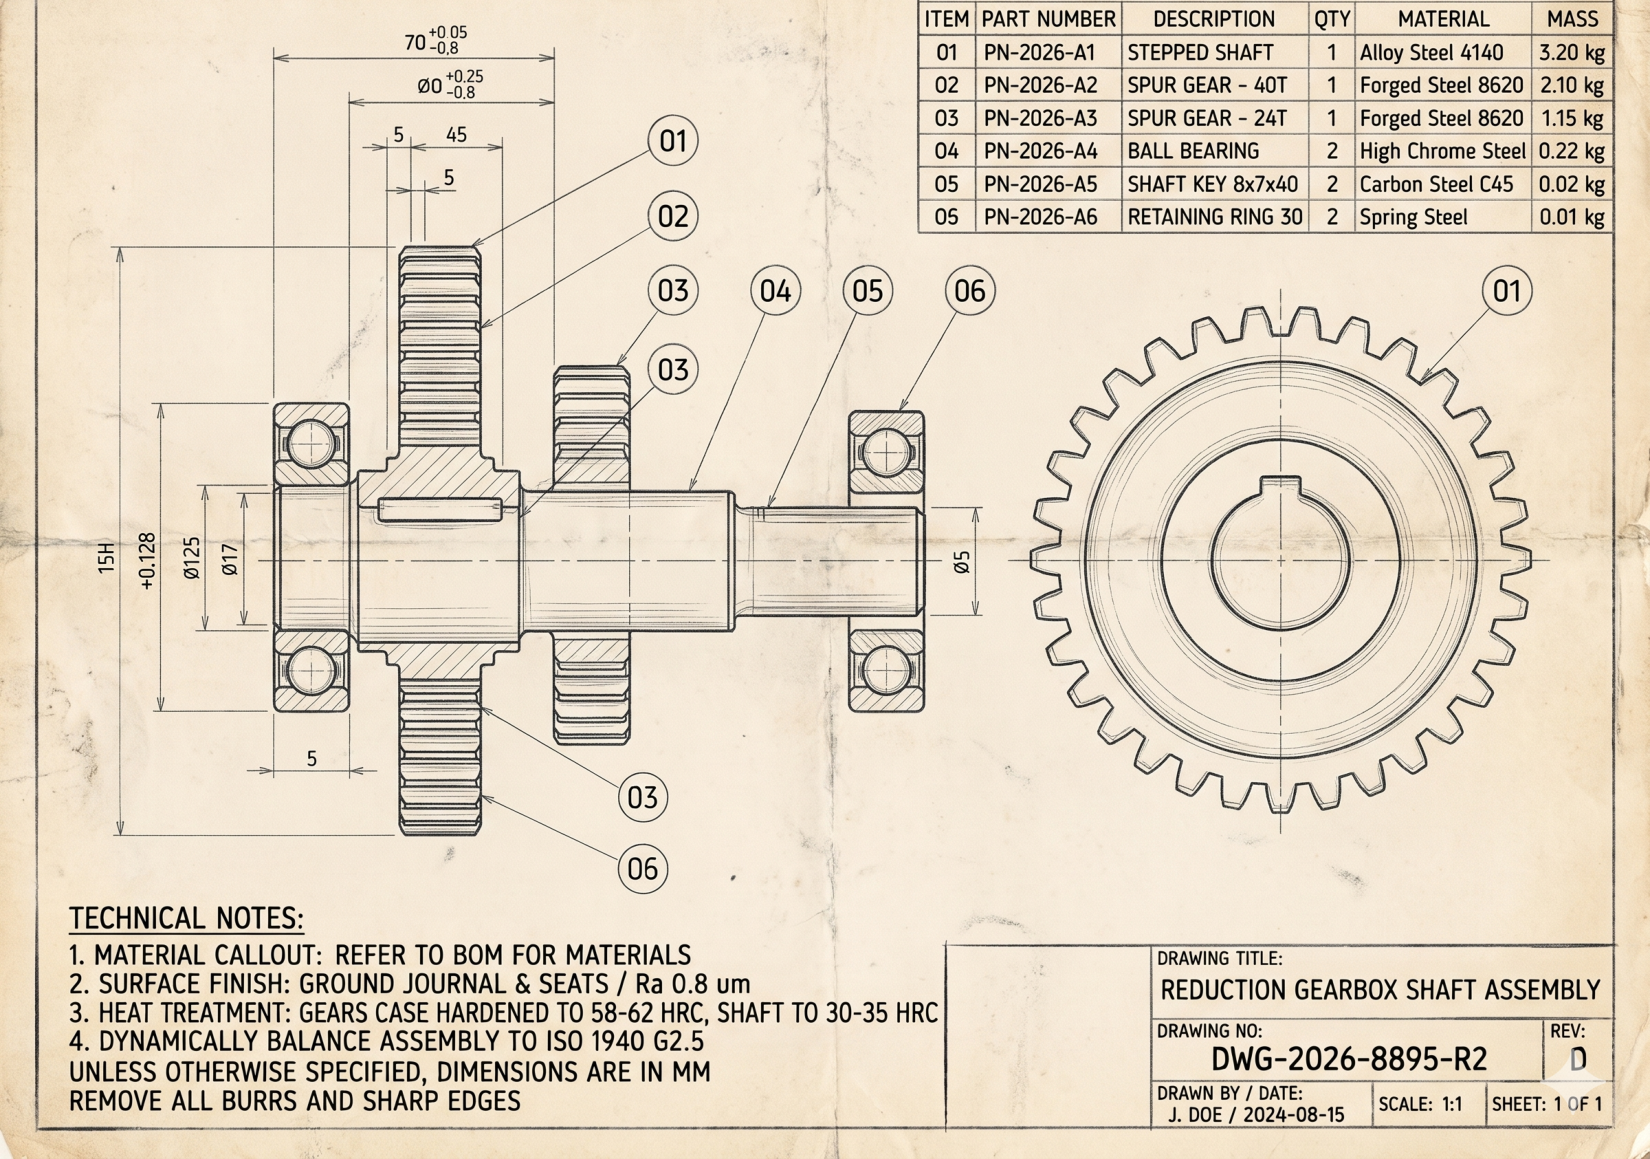 ITEM PART NUMBER DESCRIPTION QTY MATERIAL MASS
01 PN-2026-A1 STEPPED SHAFT 1 Alloy Steel 4140 3.20 kg
02 PN-2026-A2 SPUR GEAR - 40T 1 Forged Steel 8620 2.10 kg
03 PN-2026-A3 SPUR GEAR - 24T 1 Forged Steel 8620 1.15 kg
04 PN-2026-A4 BALL BEARING 2 High Chrome Steel 0.22 kg
05 PN-2026-A5 SHAFT KEY 8x7x40 2 Carbon Steel C45 0.02 kg
05 PN-2026-A6 RETAINING RING 30 2 Spring Steel 0.01 kg
70 +0.05 -0,8
Ø0 +0.25 -0.8
5 45
5
01
02
03 04 05 06
03
01
15H
+0.128
Ø125
Ø17
Ø5
5
03
06
TECHNICAL NOTES:
1. MATERIAL CALLOUT: REFER TO BOM FOR MATERIALS
2. SURFACE FINISH: GROUND JOURNAL & SEATS / Ra 0.8 um
3. HEAT TREATMENT: GEARS CASE HARDENED TO 58-62 HRC, SHAFT TO 30-35 HRC
4. DYNAMICALLY BALANCE ASSEMBLY TO ISO 1940 G2.5
UNLESS OTHERWISE SPECIFIED, DIMENSIONS ARE IN MM
REMOVE ALL BURRS AND SHARP EDGES
DRAWING TITLE:
REDUCTION GEARBOX SHAFT ASSEMBLY
DRAWING NO:
DWG-2026-8895-R2
REV:
D
DRAWN BY / DATE:
J. DOE / 2024-08-15
SCALE: 1:1
SHEET: 1 OF 1